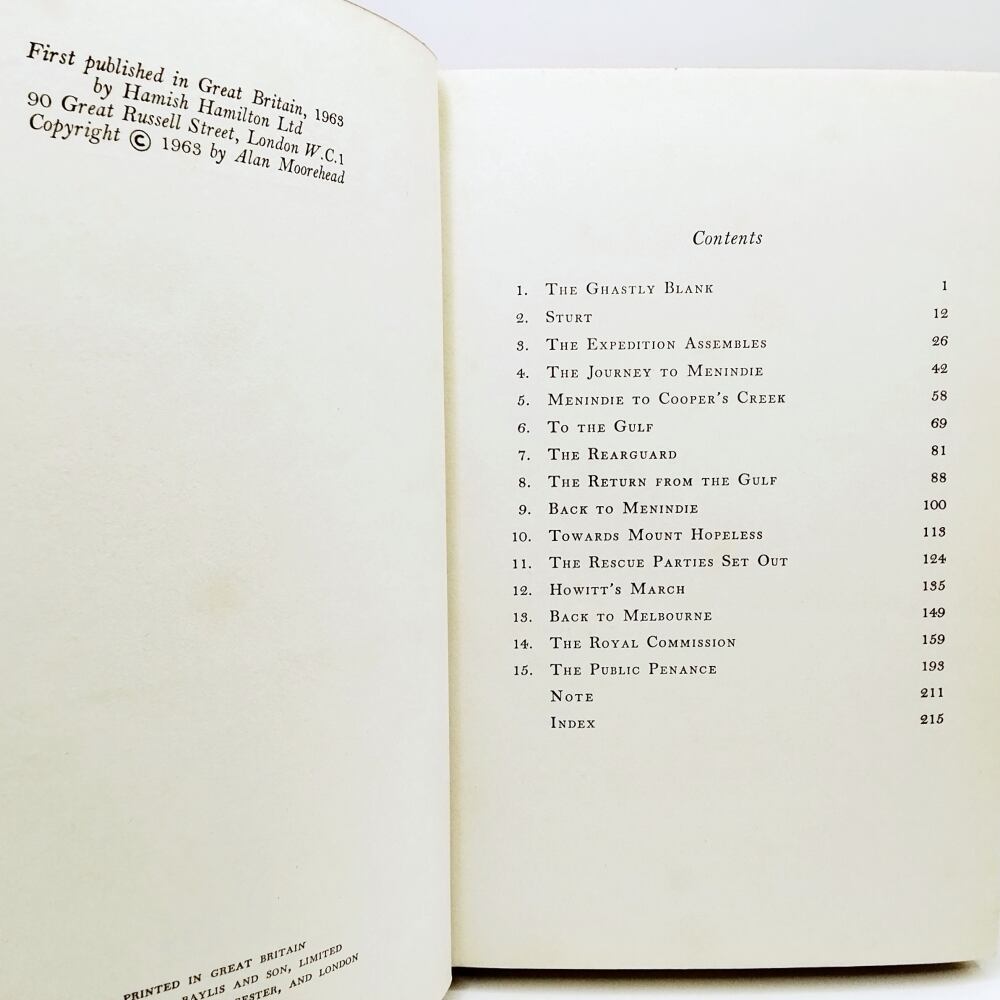 First published in Great Britain, 1963
by Hamish Hamilton Ltd
90 Great Russell Street, London W.C.1
Copyright © 1963 by Alan Moorehead
PRINTED IN GREAT BRITAIN
BAYLIS AND SON, LIMITED
AND LONDON
Contents
1. The Ghastly Blank 1
2. Sturt 12
3. The Expedition Assembles 26
4. The Journey to Menindie 42
5. Menindie to Cooper's Creek 58
6. To the Gulf 69
7. The Rearguard 81
8. The Return from the Gulf 88
9. Back to Menindie 100
10. Towards Mount Hopeless 113
11. The Rescue Parties Set Out 124
12. Howitt's March 135
13. Back to Melbourne 149
14. The Royal Commission 159
15. The Public Penance 193
Note 211
Index 215